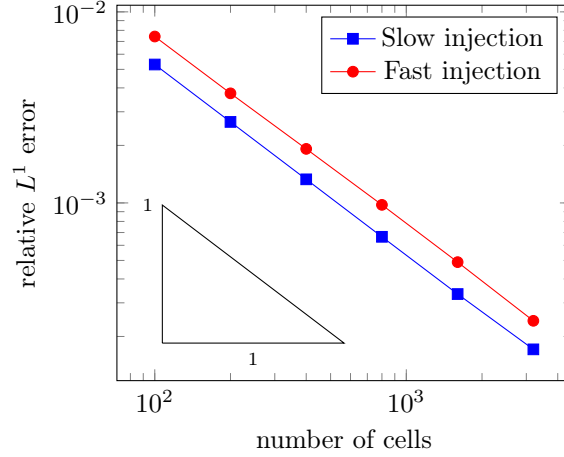 10^{-2}
Slow injection
Fast injection
relative L^1 error
10^{-3}
1
1
10^2
10^3
number of cells